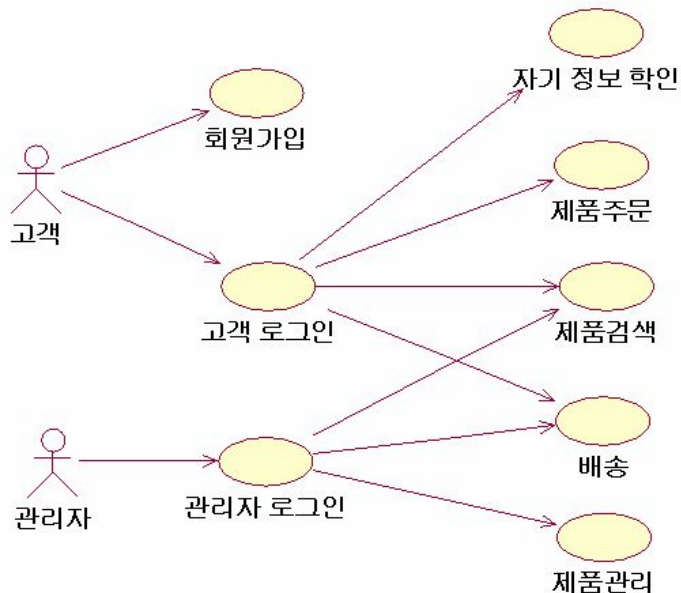 자기 정보 학인
회원가입
제품주문
고객
고객 로그인
제품검색
배송
관리자
관리자 로그인
제품관리